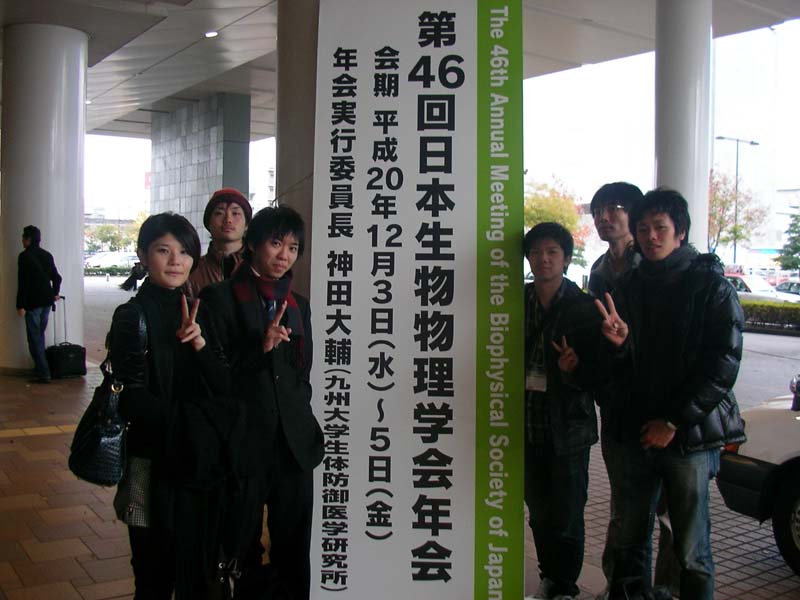 第46回日本生物物理学会年会
会期 平成20年12月3日(水)～5日(金)
年会実行委員長 神田大輔(九州大学生体防御医学研究所)
The 46th Annual Meeting of the Biophysical Society of Japan